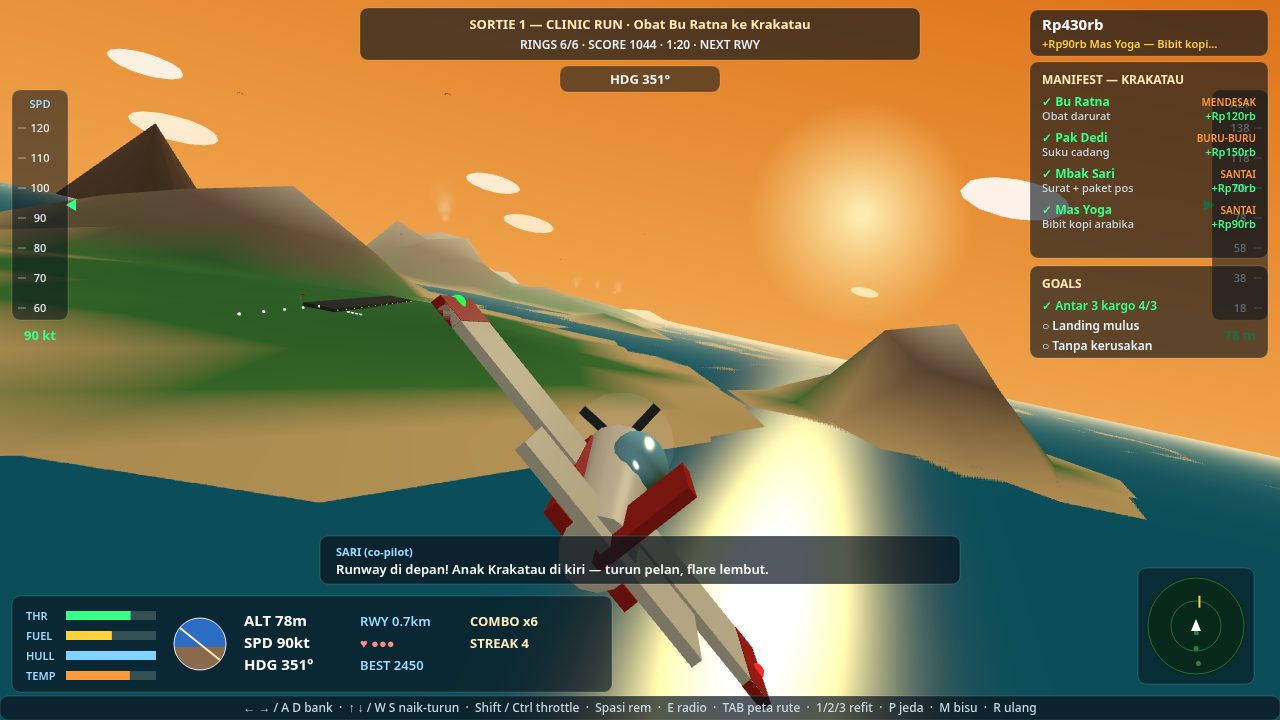 SORTIE 1 — CLINIC RUN · Obat Bu Ratna ke Krakatau
RINGS 6/6 · SCORE 1044 · 1:20 · NEXT RWY
HDG 351°
Rp430rb
+Rp90rb Mas Yoga — Bibit kopi...
MANIFEST — KRAKATAU
✓ Bu Ratna MENDESAK
Obat darurat +Rp120rb
✓ Pak Dedi BURU-BURU
Suku cadang +Rp150rb
✓ Mbak Sari SANTAI
Surat + paket pos +Rp70rb
✓ Mas Yoga SANTAI
Bibit kopi arabika +Rp90rb
GOALS
✓ Antar 3 kargo 4/3
○ Landing mulus
○ Tanpa kerusakan
138
118
58
38
18
78 m
SPD
120
110
100
90
80
70
60
90 kt
SARI (co-pilot)
Runway di depan! Anak Krakatau di kiri — turun pelan, flare lembut.
THR
FUEL
HULL
TEMP
ALT 78m
SPD 90kt
HDG 351°
RWY 0.7km
♥ ●●●
BEST 2450
COMBO x6
STREAK 4
← → / A D bank · ↑ ↓ / W S naik-turun · Shift / Ctrl throttle · Spasi rem · E radio · TAB peta rute · 1/2/3 refit · P jeda · M bisu · R ulang